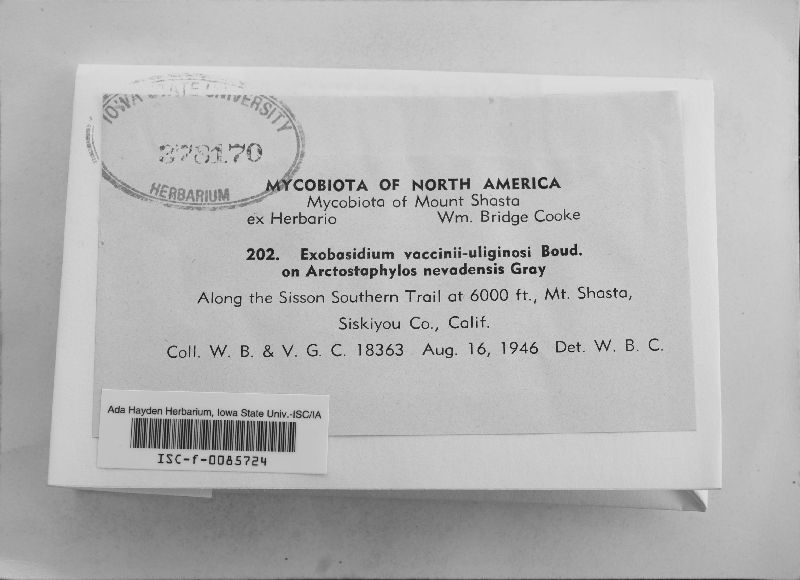 IOWA STATE UNIVERSITY
378170
HERBARIUM
MYCOBIOTA OF NORTH AMERICA
Mycobiota of Mount Shasta
ex Herbario Wm. Bridge Cooke
202. Exobasidium vaccinii-uliginosi Boud.
on Arctostaphylos nevadensis Gray
Along the Sisson Southern Trail at 6000 ft., Mt. Shasta,
Siskiyou Co., Calif.
Coll. W. B. & V. G. C. 18363 Aug. 16, 1946 Det. W. B. C.
Ada Hayden Herbarium, Iowa State Univ.-ISC/IA
ISC-f-0085724